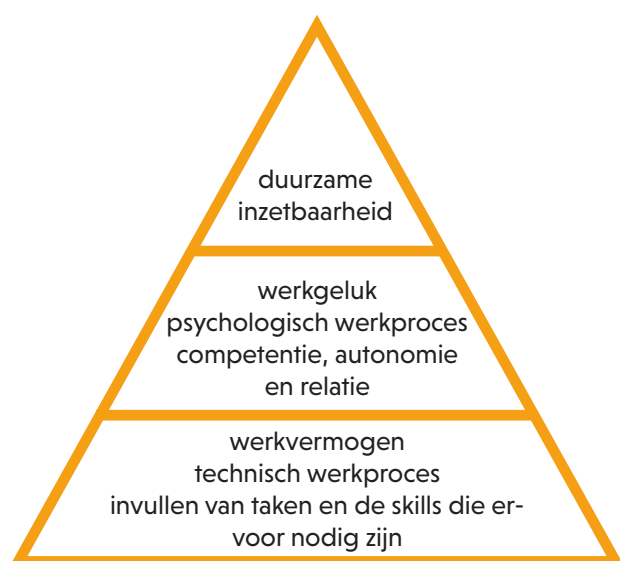 duurzame
inzetbaarheid
werkgeluk
psychologisch werkproces
competentie, autonomie
en relatie
werkvermogen
technisch werkproces
invullen van taken en de skills die er-
voor nodig zijn